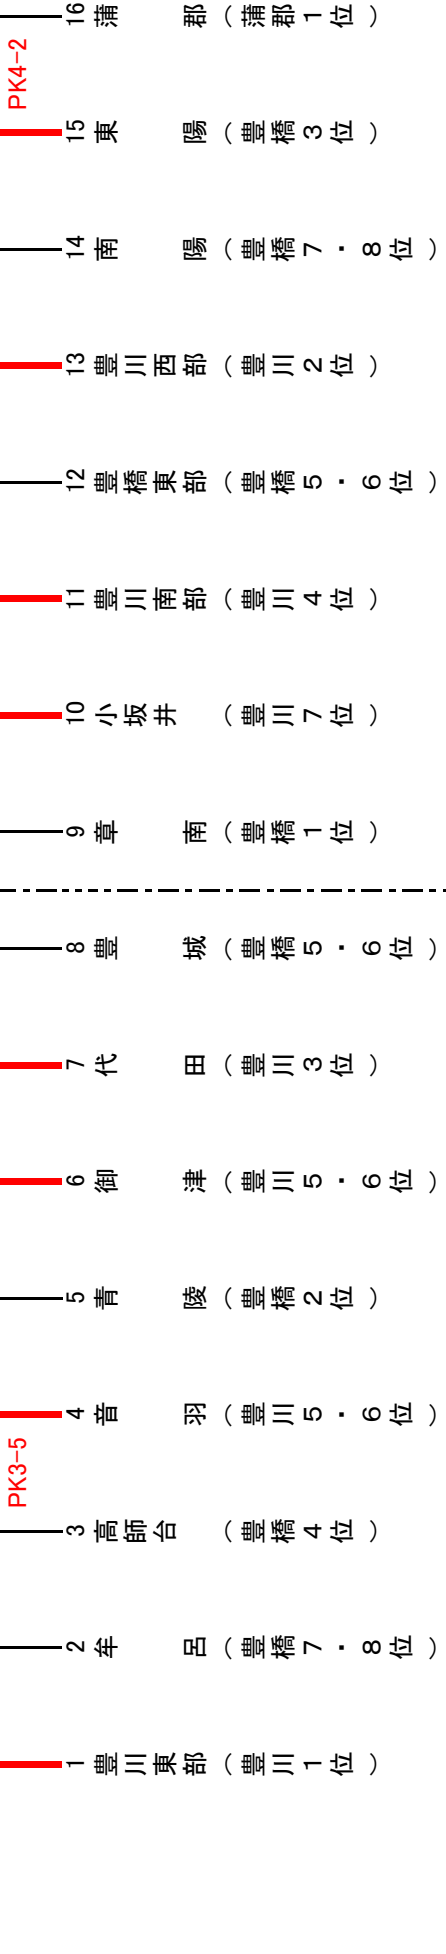 16 蒲郡（蒲郡１位）
PK4-2
15 東陽（豊橋３位）
14 南陽（豊橋７・８位）
13 豊川西部（豊川２位）
12 豊橋東部（豊橋５・６位）
11 豊川南部（豊川４位）
10 小坂井（豊川７位）
9 章南（豊橋１位）
8 豊城（豊橋５・６位）
7 代田（豊川３位）
6 御津（豊川５・６位）
5 青陵（豊橋２位）
4 音羽（豊川５・６位）
PK3-5
3 高師台（豊橋４位）
2 牟呂（豊橋７・８位）
1 豊川東部（豊川１位）